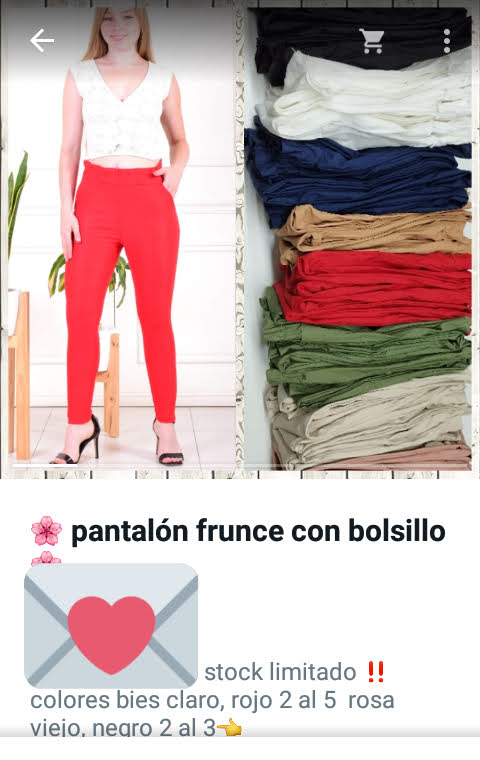 🌸 pantalón frunce con bolsillo
🌸
stock limitado ‼️
colores bies claro, rojo 2 al 5 rosa
viejo, negro 2 al 3👈